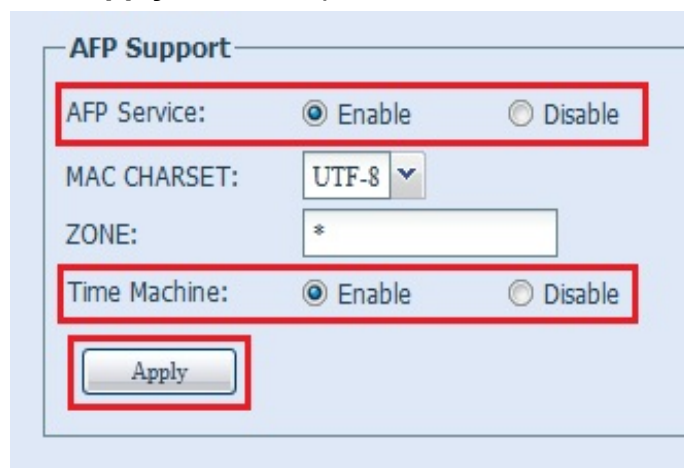 AFP Support
AFP Service: Enable Disable
MAC CHARSET: UTF-8
ZONE: *
Time Machine: Enable Disable
Apply